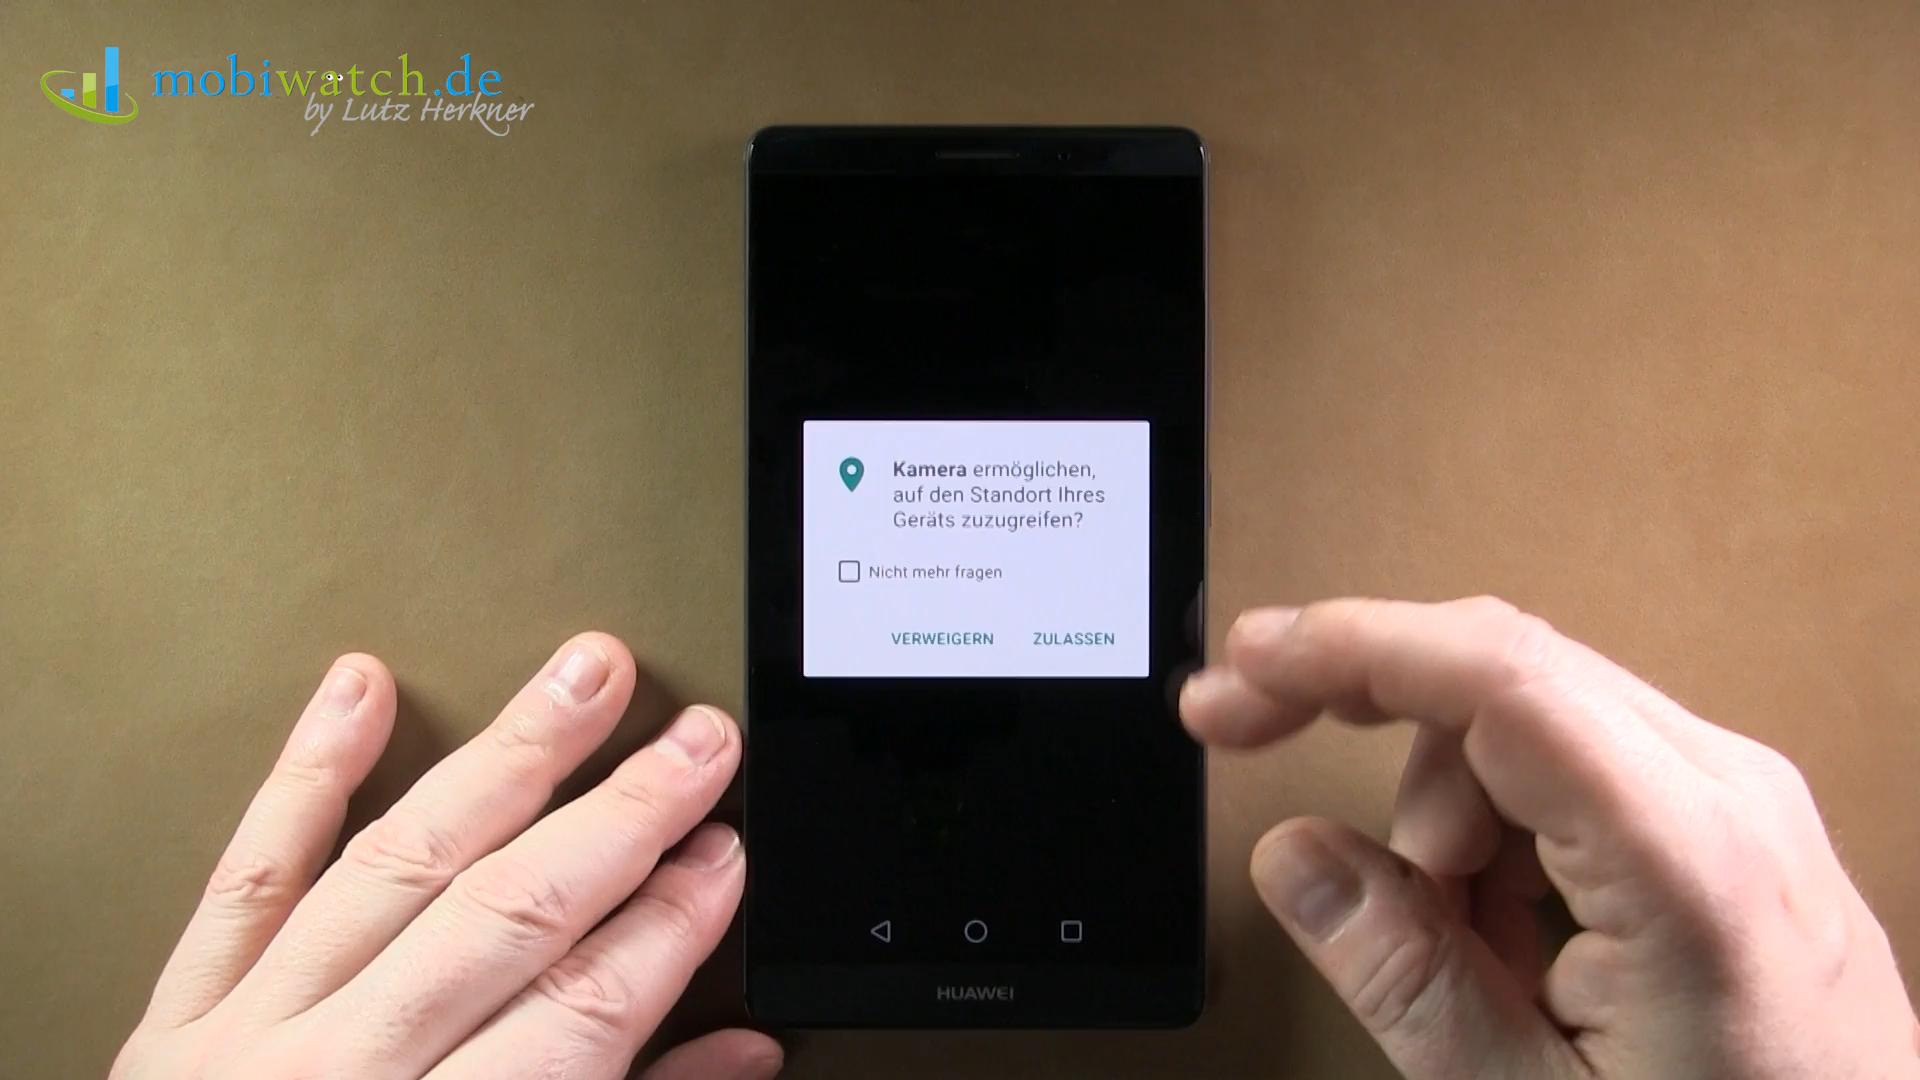 mobiwatch.de
by Lutz Herkner
Kamera ermöglichen,
auf den Standort Ihres
Geräts zuzugreifen?
Nicht mehr fragen
VERWEIGERN ZULASSEN
HUAWEI